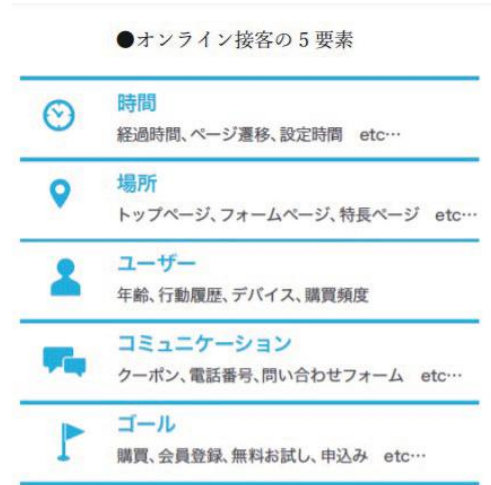 ●オンライン接客の5要素
時間
経過時間、ページ遷移、設定時間 etc…
場所
トップページ、フォームページ、特長ページ etc…
ユーザー
年齢、行動履歴、デバイス、購買頻度
コミュニケーション
クーポン、電話番号、問い合わせフォーム etc…
ゴール
購買、会員登録、無料お試し、申込み etc…